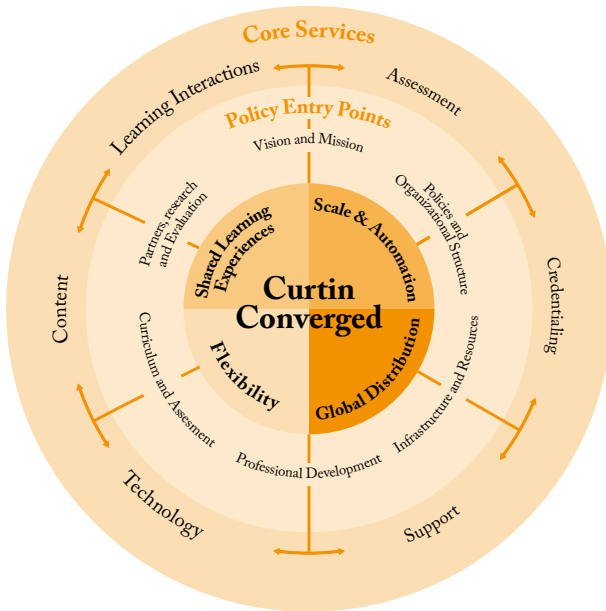 Core Services
Learning Interactions
Assessment
Policy Entry Points
Vision and Mission
Partners, research
and Evaluation
Policies and
Organizational Structure
Shared Learning
Experiences
Scale & Automation
Curtin
Converged
Content
Credentialing
Flexibility
Global Distribution
Curriculum and Assesment
Infrastructure and Resources
Professional Development
Technology
Support